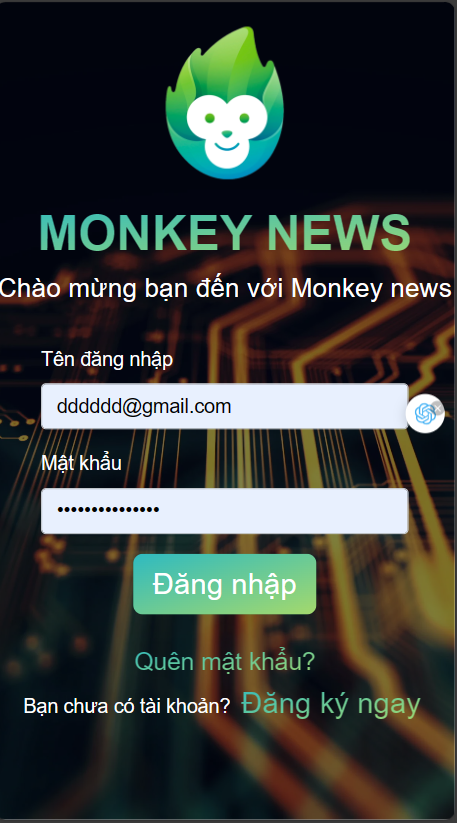 MONKEY NEWS
Chào mừng bạn đến với Monkey news
Tên đăng nhập
dddddd@gmail.com
Mật khẩu
•••••••••••••••
Đăng nhập
Quên mật khẩu?
Bạn chưa có tài khoản? Đăng ký ngay